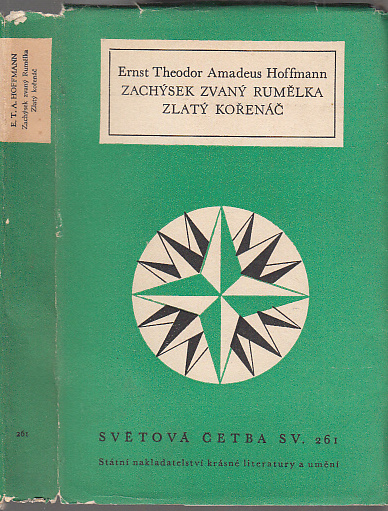 E. T. A. HOFFMANN
Zachýsek zvaný Rumělka
Zlatý kořenáč
261
Ernst Theodor Amadeus Hoffmann
ZACHÝSEK ZVANÝ RUMĚLKA
ZLATÝ KOŘENÁČ
SVĚTOVÁ ČETBA SV. 261
Státní nakladatelství krásné literatury a umění